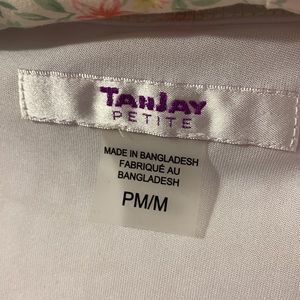 TANJAY
PETITE
MADE IN BANGLADESH
FABRIQUÉ AU
BANGLADESH
PM/M